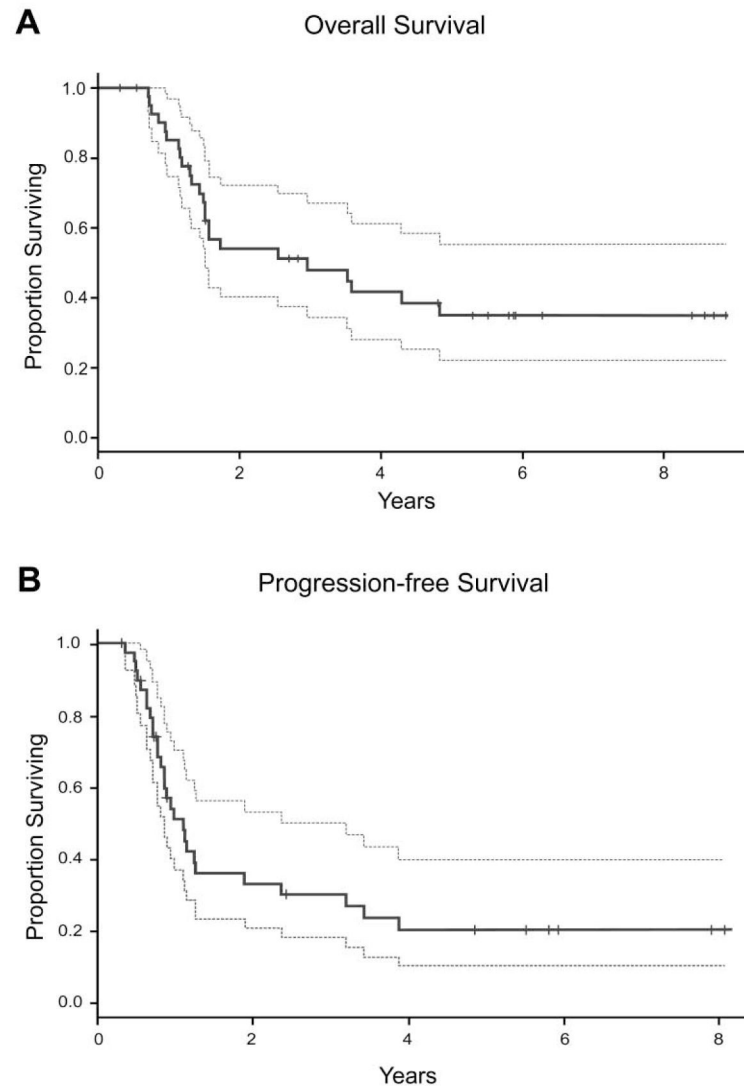 A
Overall Survival
Proportion Surviving
1.0
0.8
0.6
0.4
0.2
0.0
0 2 4 6 8
Years
B
Progression-free Survival
Proportion Surviving
1.0
0.8
0.6
0.4
0.2
0.0
0 2 4 6 8
Years